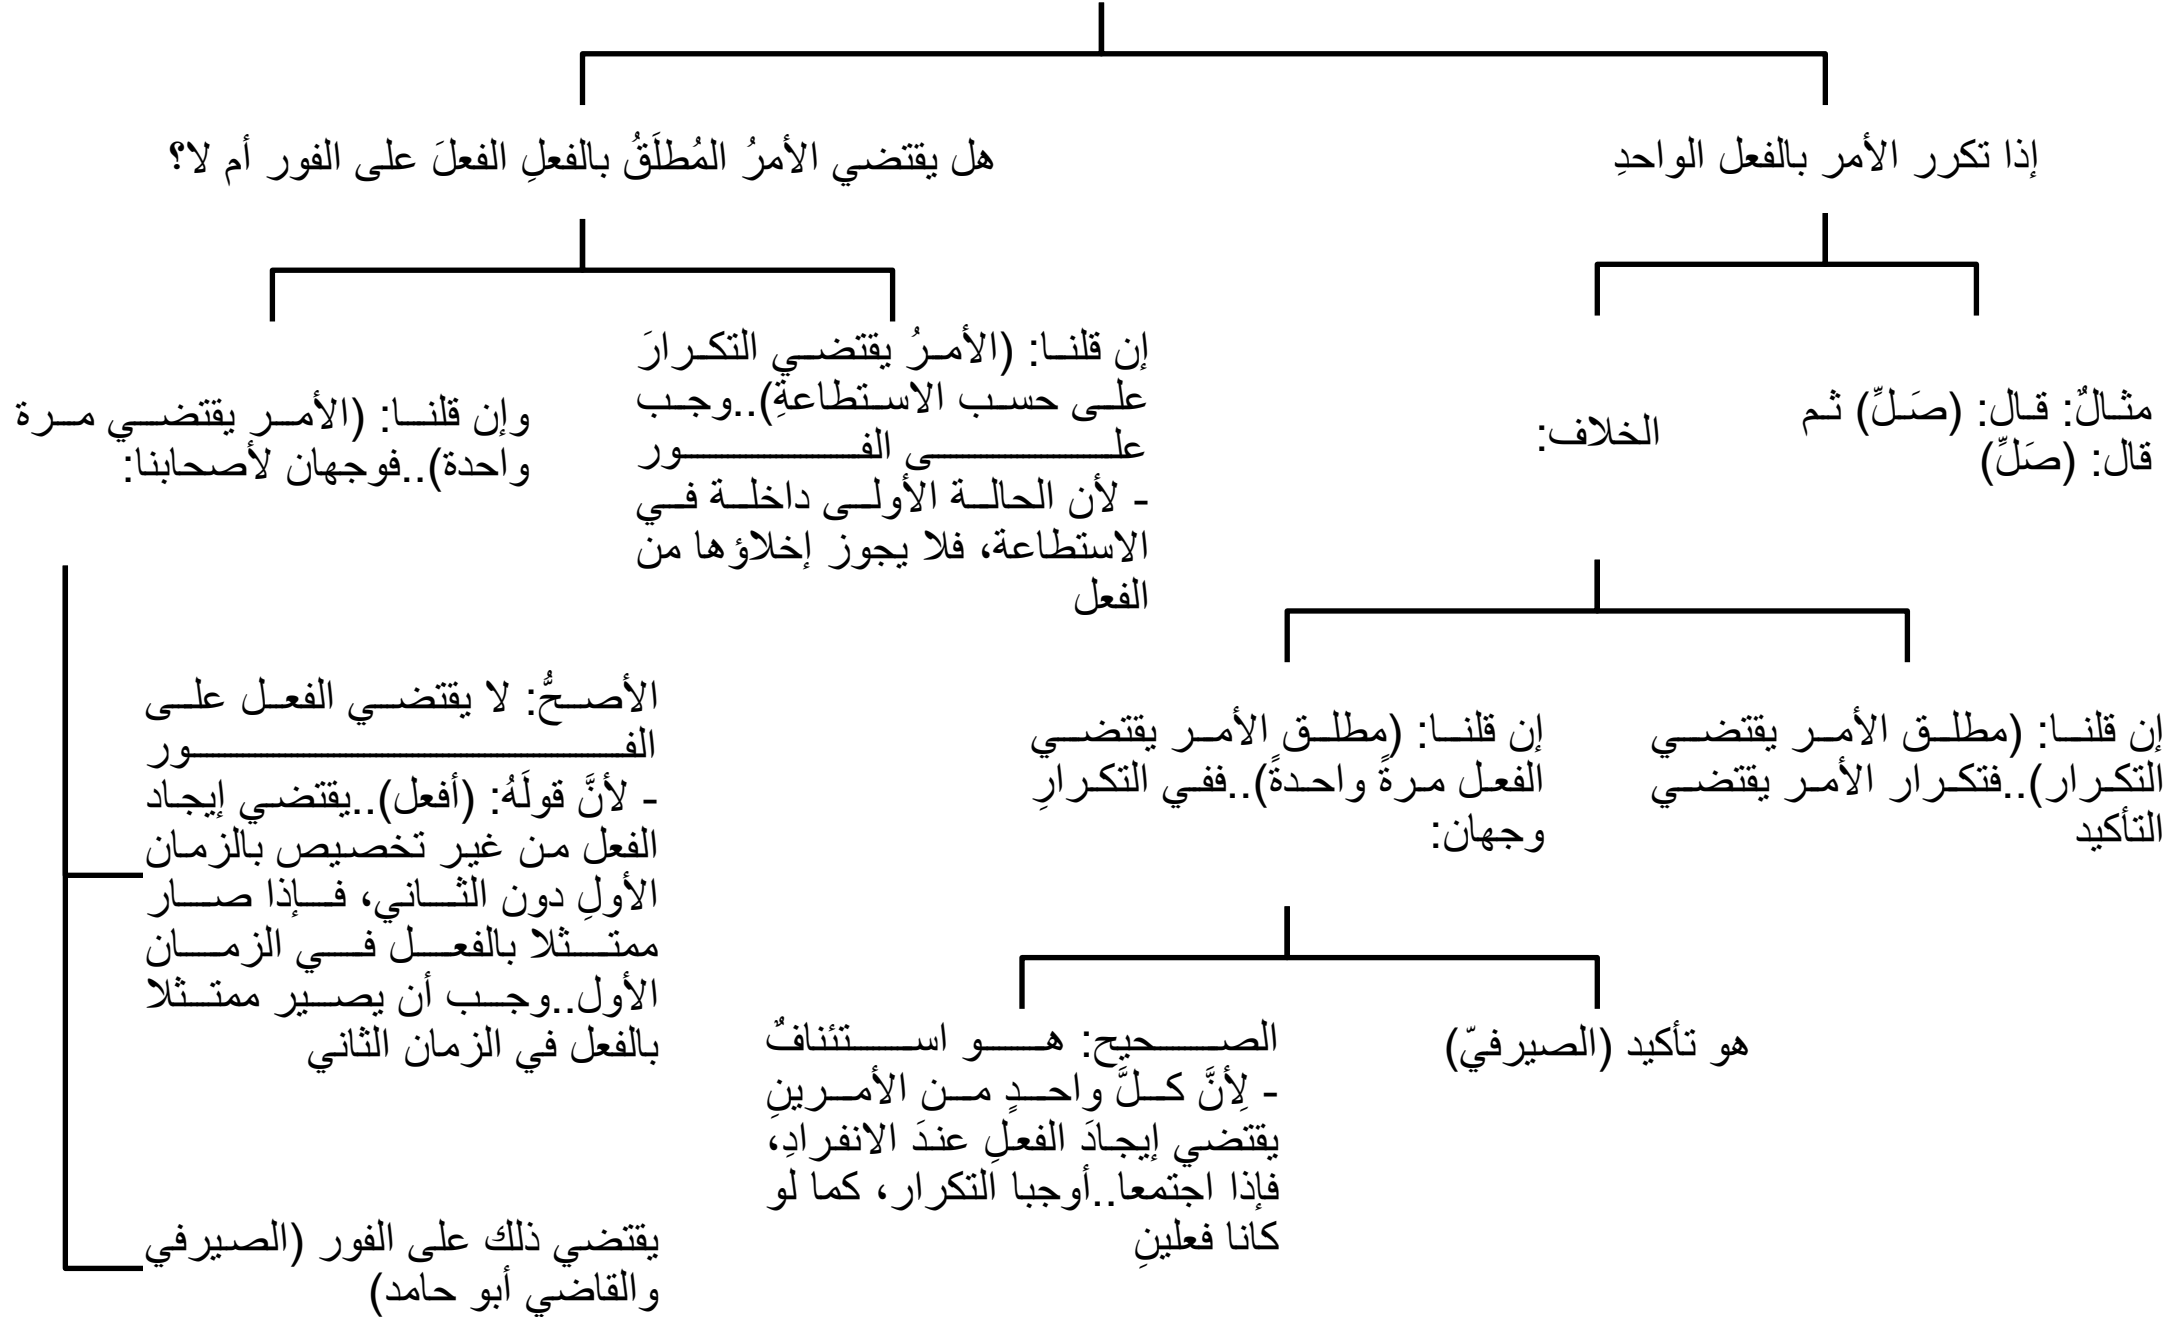 إذا تكرر الأمر بالفعل الواحدِ
هل يقتضي الأمرُ المُطلَقُ بالفعلِ الفعلَ على الفور أم لا؟
مثالٌ: قال: (صَلِّ) ثم
قال: (صَلِّ)
الخلاف:
إن قلنا: (الأمرُ يقتضي التكرارَ
على حسب الاستطاعةِ)..وجب
على الفور
- لأن الحالة الأولى داخلة في
الاستطاعة، فلا يجوز إخلاؤها من
الفعل
وإن قلنا: (الأمر يقتضي مرة
واحدة)..فوجهان لأصحابنا:
إن قلنا: (مطلق الأمر يقتضي
التكرار)..فتكرار الأمر يقتضي
التأكيد
إن قلنا: (مطلق الأمر يقتضي
الفعل مرةً واحدةً)..ففي التكرارِ
وجهان:
هو تأكيد (الصيرفيّ)
الصحيح: هو استئنافٌ
- لِأنَّ كلَّ واحدٍ من الأمرينِ
يقتضي إيجادَ الفعلِ عندَ الانفرادِ،
فإذا اجتمعا..أوجبا التكرار، كما لو
كانا فعلينِ
الأصحُّ: لا يقتضي الفعل على
الفور
- لأنَّ قولَهُ: (أفعل)..يقتضي إيجاد
الفعل من غير تخصيص بالزمان
الأولِ دون الثاني، فإذا صار
ممتثلا بالفعل في الزمان
الأول..وجب أن يصير ممتثلا
بالفعل في الزمان الثاني
يقتضي ذلك على الفور (الصيرفي
والقاضي أبو حامد)